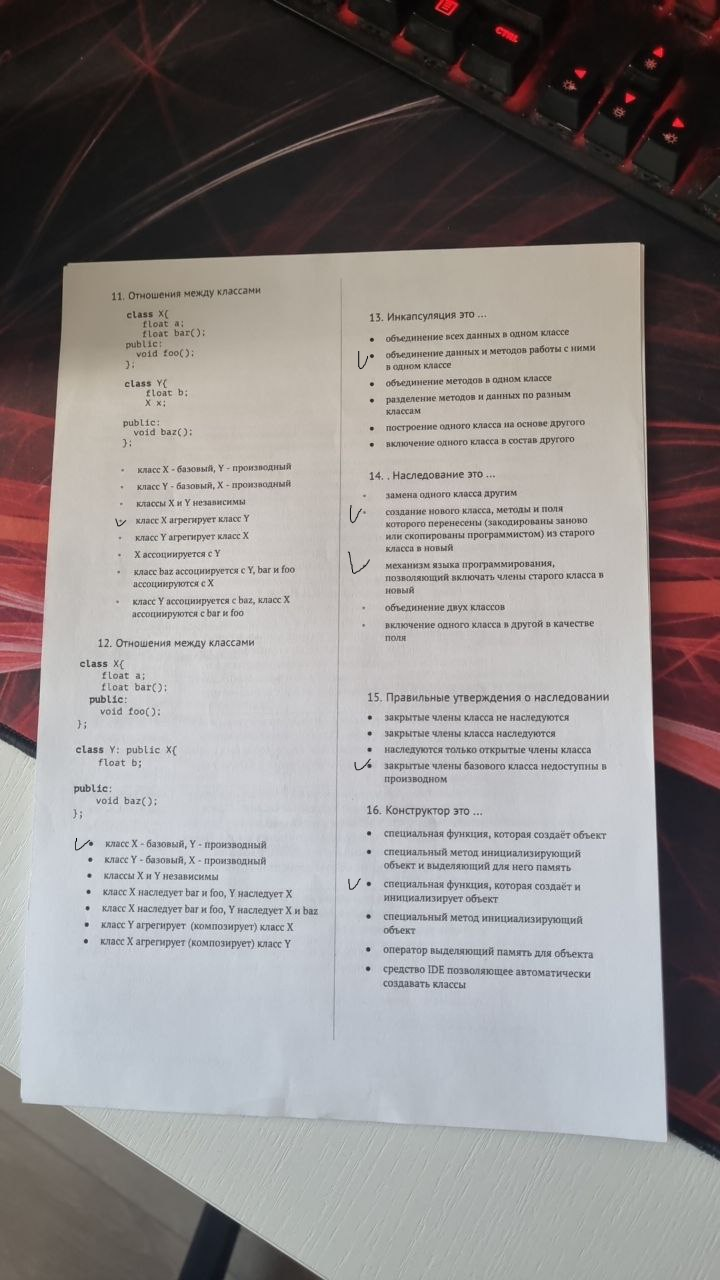 CTRL
11. Отношения между классами
class X{
float a;
float bar();
public:
void foo();
};
class Y{
float b;
X x;
public:
void baz();
};
класс X - базовый, Y - производный
класс Y - базовый, X - производный
классы X и Y независимы
класс X агрегирует класс Y
класс Y агрегирует класс X
X ассоциируется с Y
класс baz ассоциируется с Y, bar и foo
ассоциируются с X
класс Y ассоциируется с baz, класс X
ассоциируются с bar и foo
12. Отношения между классами
class X{
float a;
float bar();
public:
void foo();
};
class Y: public X{
float b;
public:
void baz();
};
класс X - базовый, Y - производный
класс Y - базовый, X - производный
классы X и Y независимы
класс X наследует bar и foo, Y наследует X
класс X наследует bar и foo, Y наследует X и baz
класс Y агрегирует (композирует) класс X
класс X агрегирует (композирует) класс Y
13. Инкапсуляция это ...
объединение всех данных в одном классе
объединение данных и методов работы с ними
в одном классе
объединение методов в одном классе
разделение методов и данных по разным
классам
построение одного класса на основе другого
включение одного класса в состав другого
14. . Наследование это ...
замена одного класса другим
создание нового класса, методы и поля
которого перенесены (закодированы заново
или скопированы программистом) из старого
класса в новый
механизм языка программирования,
позволяющий включать члены старого класса в
новый
объединение двух классов
включение одного класса в другой в качестве
поля
15. Правильные утверждения о наследовании
закрытые члены класса не наследуются
закрытые члены класса наследуются
наследуются только открытые члены класса
закрытые члены базового класса недоступны в
производном
16. Конструктор это ...
специальная функция, которая создаёт объект
специальный метод инициализирующий
объект и выделяющий для него память
специальная функция, которая создаёт и
инициализирует объект
специальный метод инициализирующий
объект
оператор выделяющий память для объекта
средство IDE позволяющее автоматически
создавать классы